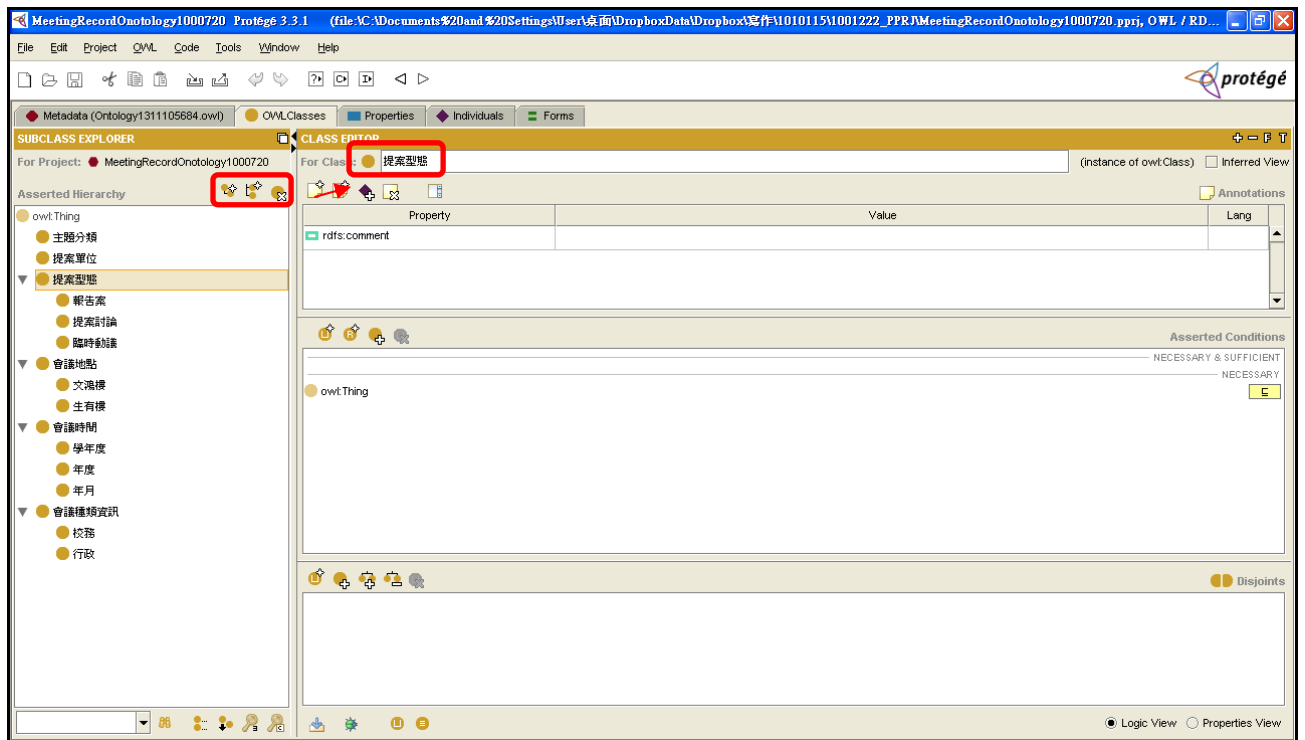 MeetingRecordOnotology1000720 Protégé 3.3.1 (file:\C:\Documents%20and%20Settings\User\桌面\DropboxData\Dropbox\寫作\1010115\1001222_PPRJ\MeetingRecordOnotology1000720.pprj, OWL / RD...
File Edit Project OWL Code Tools Window Help
protégé
Metadata (Ontology1311105684.owl) OWLClasses Properties Individuals Forms
SUBCLASS EXPLORER
CLASS EDITOR
For Project: MeetingRecordOnotology1000720
For Class: 提案型態 (instance of owl:Class) Inferred View
Asserted Hierarchy
Annotations
Property Value Lang
rdfs:comment
owl:Thing
主題分類
提案單位
提案型態
報告案
提案討論
臨時動議
會議地點
文鴻樓
生有樓
會議時間
學年度
年度
年月
會議種類資訊
校務
行政
Asserted Conditions
NECESSARY & SUFFICIENT
NECESSARY
owl:Thing ⊑
Disjoints
Logic View Properties View